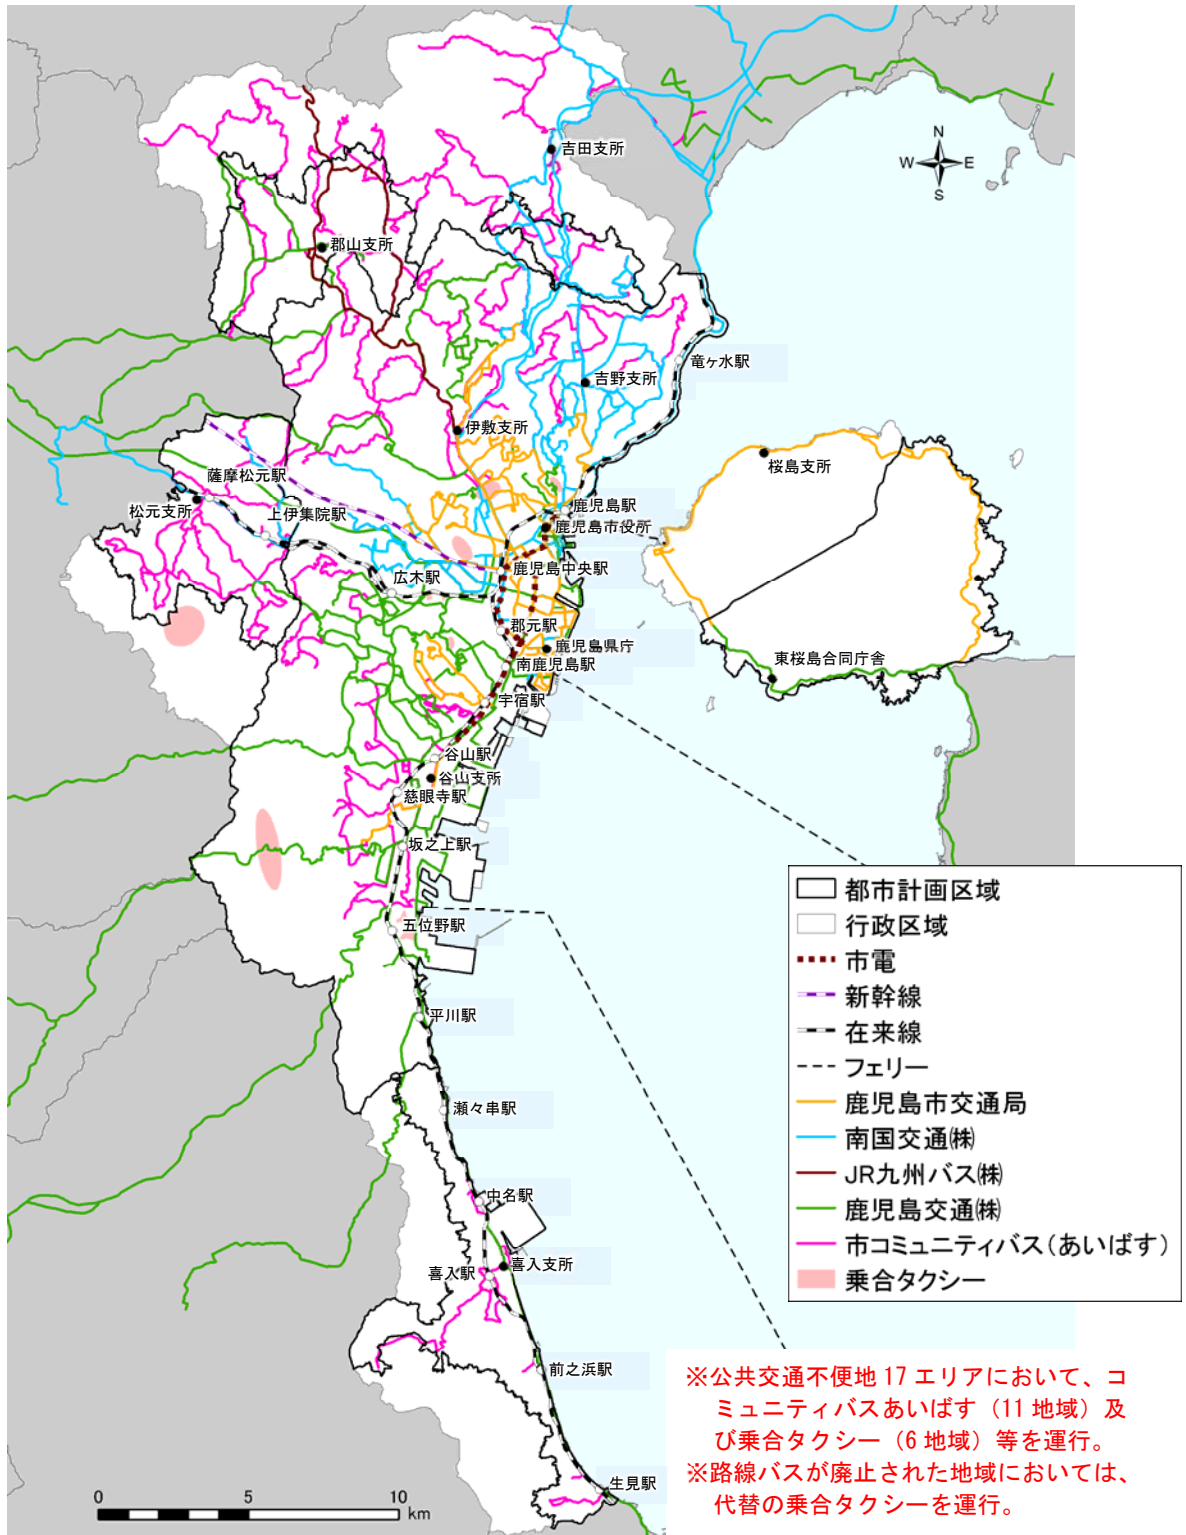 N
W E
S
吉田支所
郡山支所
竜ヶ水駅
吉野支所
伊敷支所
桜島支所
薩摩松元駅
松元支所
上伊集院駅
鹿児島駅
鹿児島市役所
鹿児島中央駅
広木駅
郡元駅
鹿児島県庁
南鹿児島駅
東桜島合同庁舎
宇宿駅
谷山駅
谷山支所
慈眼寺駅
坂之上駅
五位野駅
平川駅
瀬々串駅
中名駅
喜入支所
喜入駅
前之浜駅
生見駅
都市計画区域
行政区域
市電
新幹線
在来線
フェリー
鹿児島市交通局
南国交通㈱
JR九州バス㈱
鹿児島交通㈱
市コミュニティバス(あいばす)
乗合タクシー
※公共交通不便地 17 エリアにおいて、コ
ミュニティバスあいばす（11 地域）及
び乗合タクシー（6 地域）等を運行。
※路線バスが廃止された地域においては、
代替の乗合タクシーを運行。
0 5 10
km